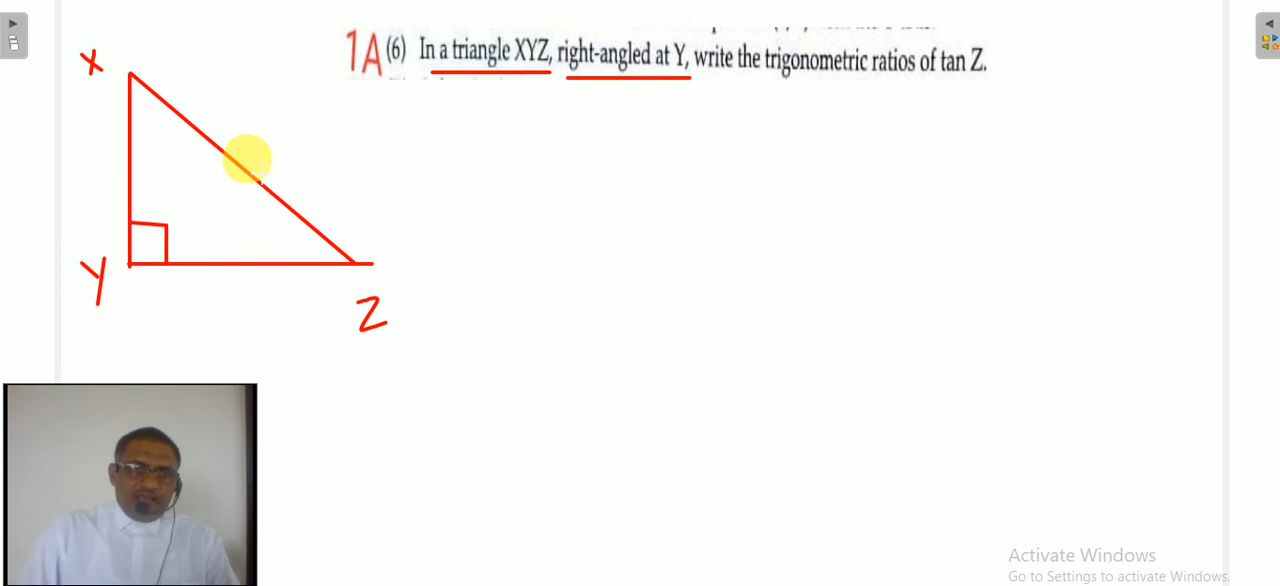 1A (6) In a triangle XYZ, right-angled at Y, write the trigonometric ratios of tan Z.
X
Y
Z
Activate Windows
Go to Settings to activate Windows.